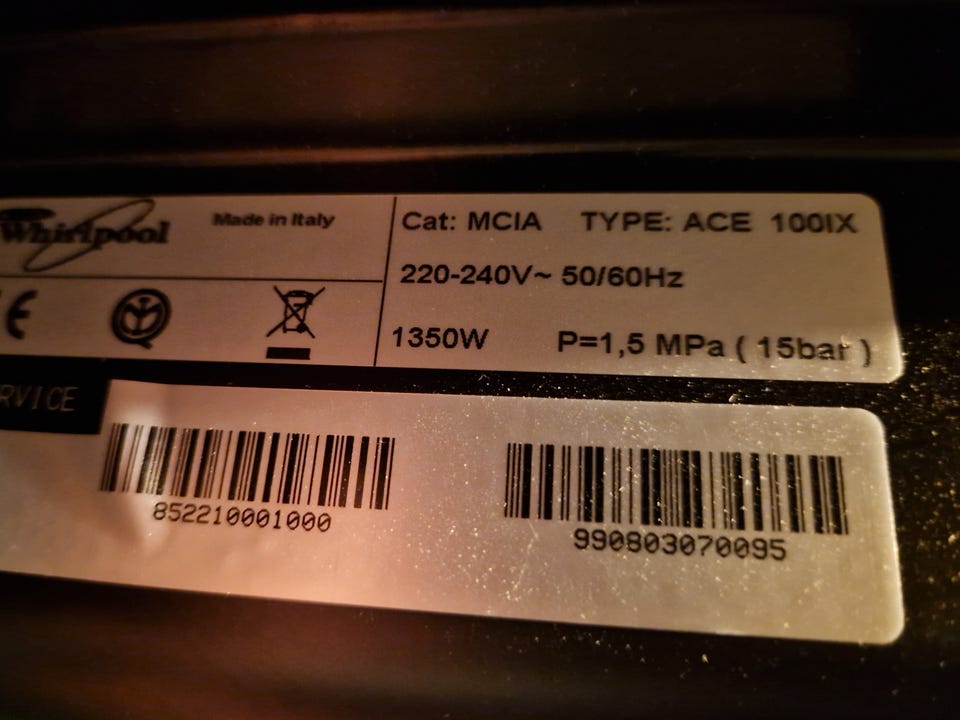 Whirlpool
Made in Italy
CE
Cat: MCIA TYPE: ACE 100IX
220-240V~ 50/60Hz
1350W P=1,5 MPa ( 15bar )
RVICE
852210001000
990803070095